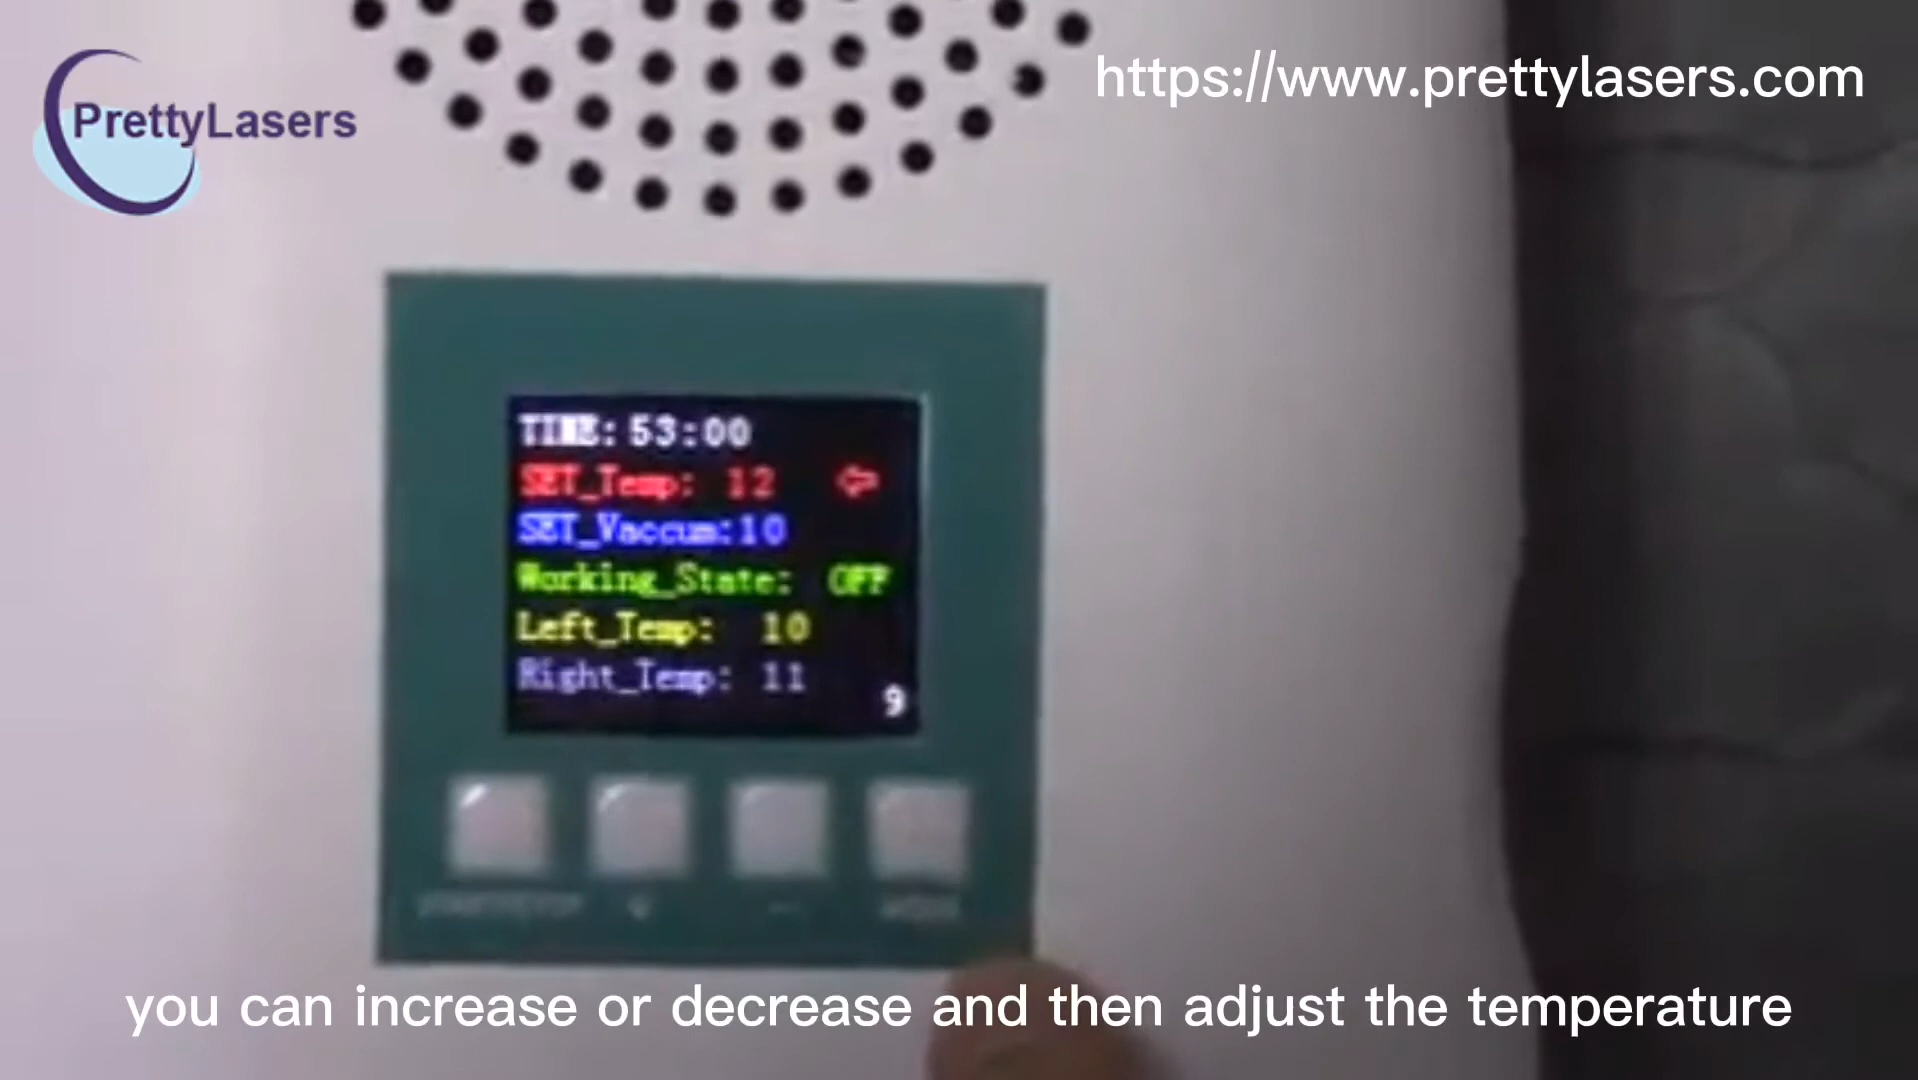 PrettyLasers
https://www.prettylasers.com
TIME: 53:00
SET_Temp: 12
SET_Vaccum:10
Working_State: OFF
Left_Temp: 10
Right_Temp: 11
9
you can increase or decrease and then adjust the temperature